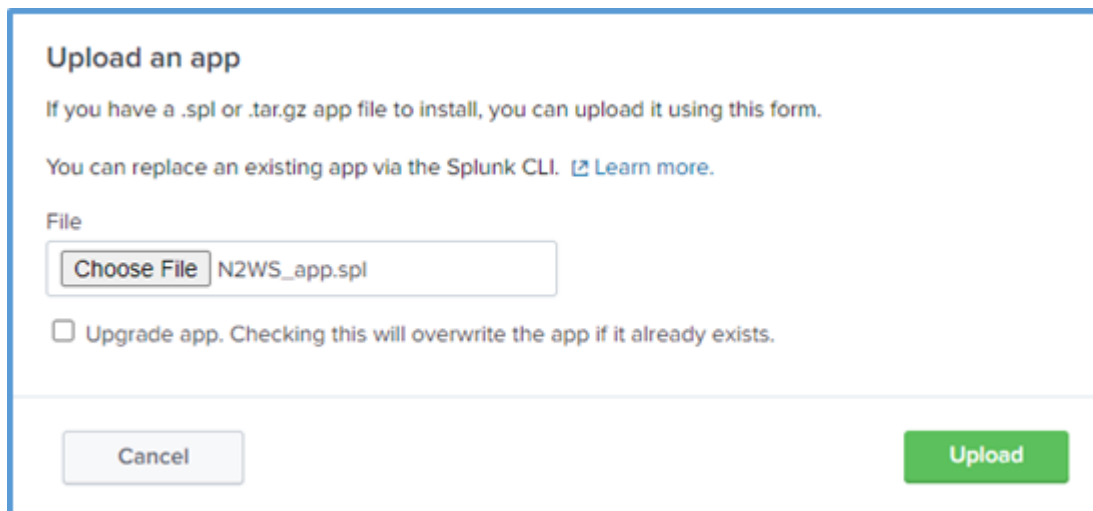 Upload an app
If you have a .spl or .tar.gz app file to install, you can upload it using this form.
You can replace an existing app via the Splunk CLI. Learn more.
File
Choose File N2WS_app.spl
Upgrade app. Checking this will overwrite the app if it already exists.
Cancel Upload